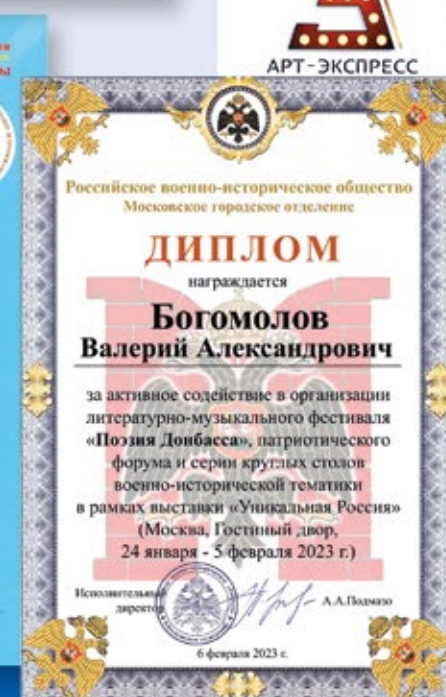 АРТ-ЭКСПРЕСС
Российское военно-историческое общество
Московское городское отделение
ДИПЛОМ
награждается
Богомолов
Валерий Александрович
за активное содействие в организации
литературно-музыкального фестиваля
«Поэзия Донбасса», патриотического
форума и серии круглых столов
военно-исторической тематики
в рамках выставки «Уникальная Россия»
(Москва, Гостиный двор,
24 января - 5 февраля 2023 г.)
Исполнительный
директор
А.А.Подмазо
6 февраля 2023 г.